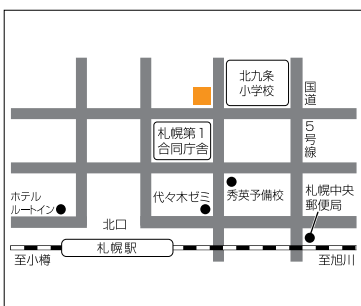 北九条
小学校
国道5号線
札幌第1
合同庁舎
ホテル
ルートイン
代々木ゼミ
秀英予備校
札幌中央
郵便局
北口
札幌駅
至小樽
至旭川